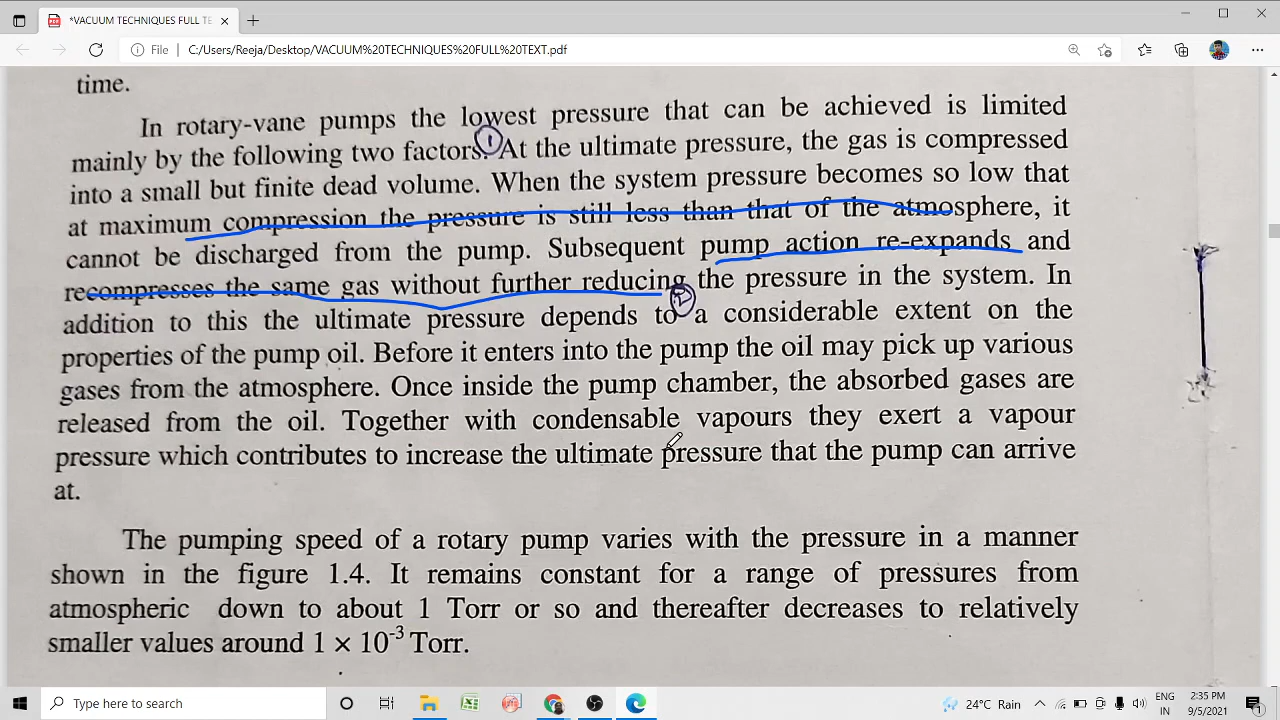 *VACUUM TECHNIQUES FULL TE
File
C:/Users/Reeja/Desktop/VACUUM%20TECHNIQUES%20FULL%20TEXT.pdf
time.
In rotary-vane pumps the lowest pressure that can be achieved is limited
mainly by the following two factors. At the ultimate pressure, the gas is compressed
1
into a small but finite dead volume. When the system pressure becomes so low that
at maximum compression the pressure is still less than that of the atmosphere, it
cannot be discharged from the pump. Subsequent pump action re-expands and
recompresses the same gas without further reducing the pressure in the system. In
2
addition to this the ultimate pressure depends to a considerable extent on the
properties of the pump oil. Before it enters into the pump the oil may pick up various
gases from the atmosphere. Once inside the pump chamber, the absorbed gases are
released from the oil. Together with condensable vapours they exert a vapour
pressure which contributes to increase the ultimate pressure that the pump can arrive
at.
The pumping speed of a rotary pump varies with the pressure in a manner
shown in the figure 1.4. It remains constant for a range of pressures from
atmospheric down to about 1 Torr or so and thereafter decreases to relatively
smaller values around 1 × 10⁻³ Torr.
Type here to search
24°C Rain
ENG
IN
2:35 PM
9/5/2021
1